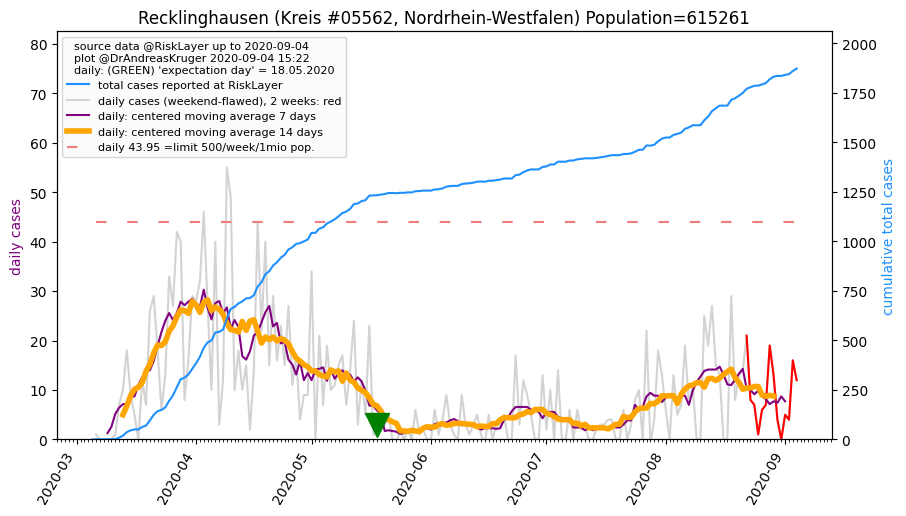 Recklinghausen (Kreis #05562, Nordrhein-Westfalen) Population=615261
source data @RiskLayer up to 2020-09-04
plot @DrAndreasKruger 2020-09-04 15:22
daily: (GREEN) 'expectation day' = 18.05.2020
total cases reported at RiskLayer
daily cases (weekend-flawed), 2 weeks: red
daily: centered moving average 7 days
daily: centered moving average 14 days
daily 43.95 =limit 500/week/1mio pop.
daily cases
80
70
60
50
40
30
20
10
0
2000
1750
1500
1250
1000
750
500
250
0
cumulative total cases
2020-03
2020-04
2020-05
2020-06
2020-07
2020-08
2020-09